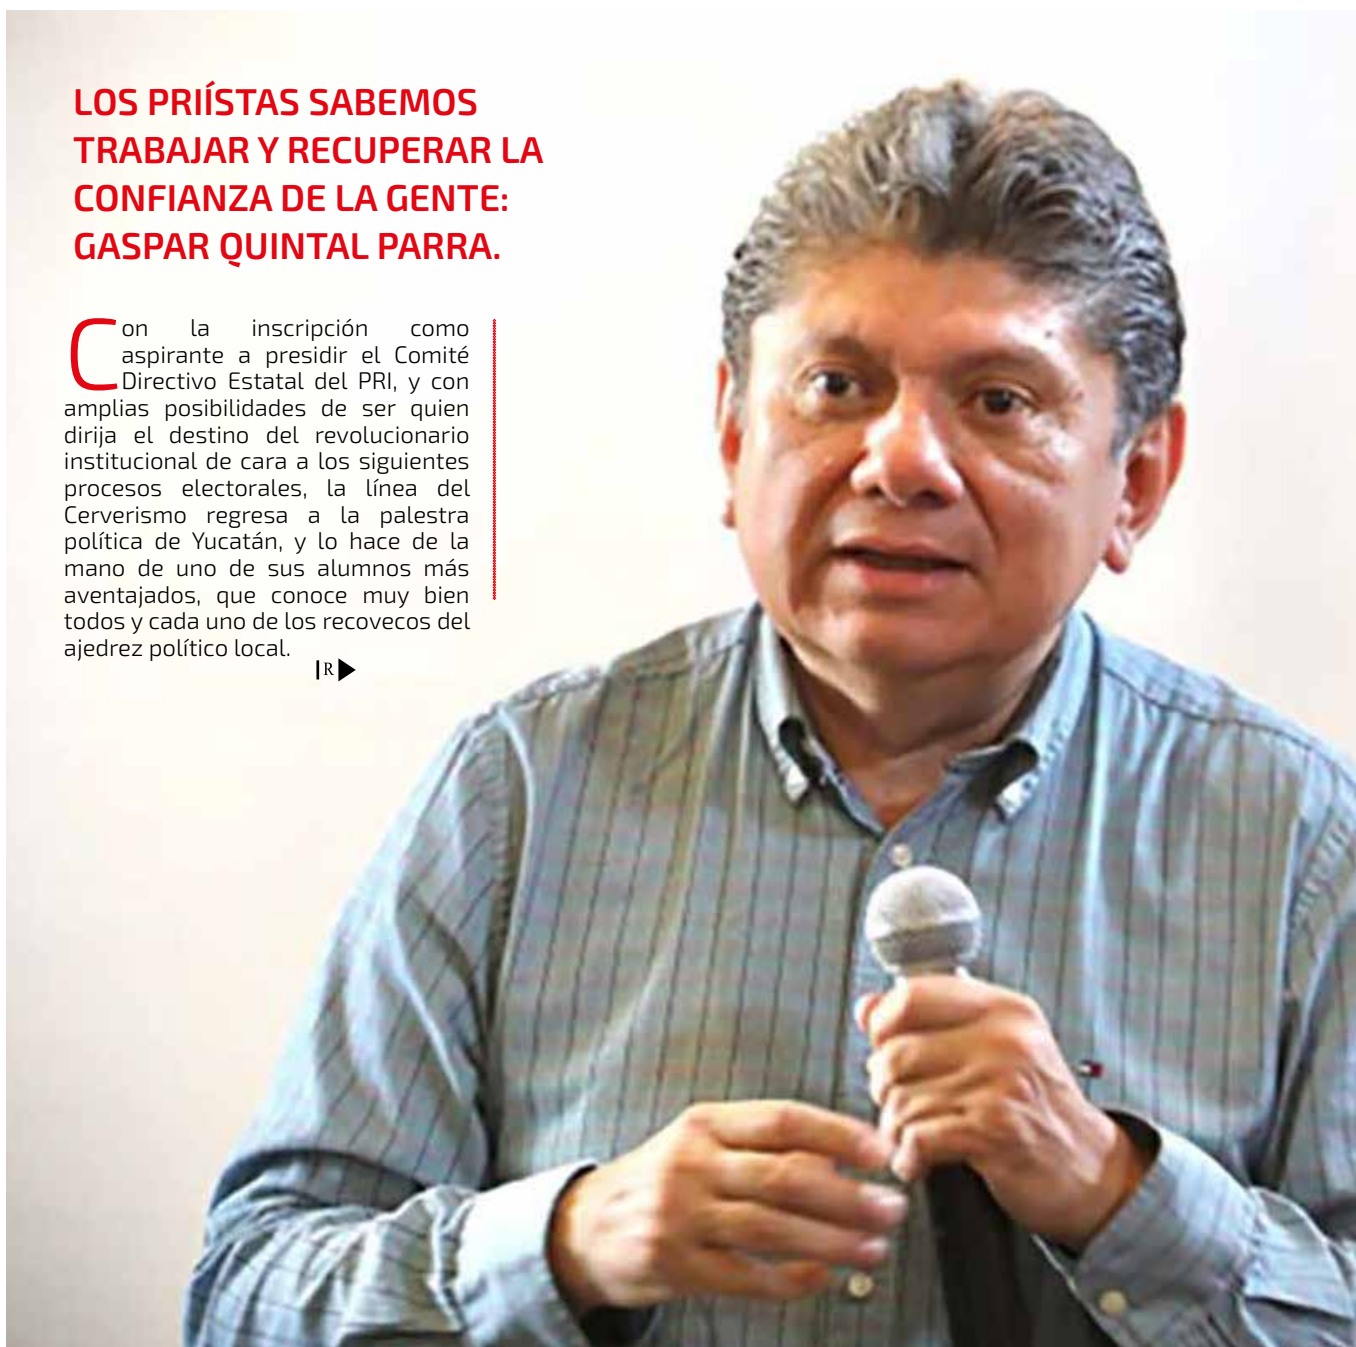 LOS PRIÍSTAS SABEMOS
TRABAJAR Y RECUPERAR LA
CONFIANZA DE LA GENTE:
GASPAR QUINTAL PARRA.
Con la inscripción como
aspirante a presidir el Comité
Directivo Estatal del PRI, y con
amplias posibilidades de ser quien
dirija el destino del revolucionario
institucional de cara a los siguientes
procesos electorales, la línea del
Cerverismo regresa a la palestra
política de Yucatán, y lo hace de la
mano de uno de sus alumnos más
aventajados, que conoce muy bien
todos y cada uno de los recovecos del
ajedrez político local.
R